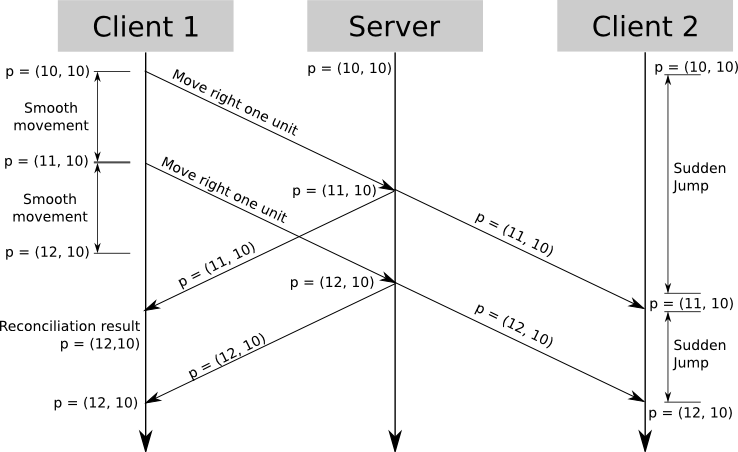 Client 1
Server
Client 2
p = (10, 10)
p = (10, 10)
p = (10, 10)
Move right one unit
Smooth
movement
p = (11, 10)
Move right one unit
Sudden
Jump
p = (11, 10)
Smooth
movement
p = (11, 10)
p = (12, 10)
p = (11, 10)
p = (12, 10)
p = (11, 10)
Reconciliation result
p = (12,10)
p = (12, 10)
p = (12, 10)
Sudden
Jump
p = (12, 10)
p = (12, 10)